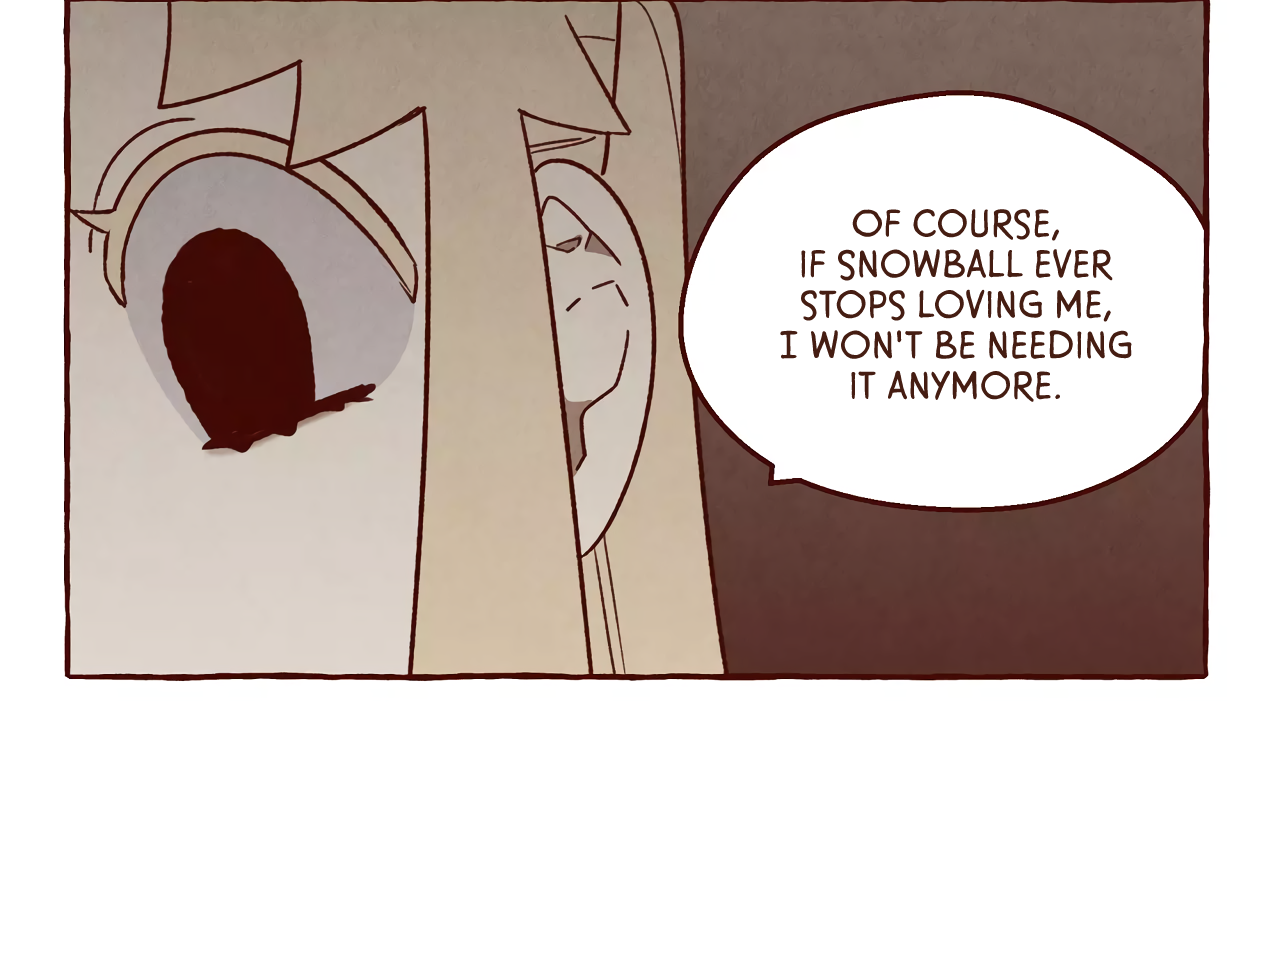 OF COURSE,
IF SNOWBALL EVER
STOPS LOVING ME,
I WON'T BE NEEDING
IT ANYMORE.